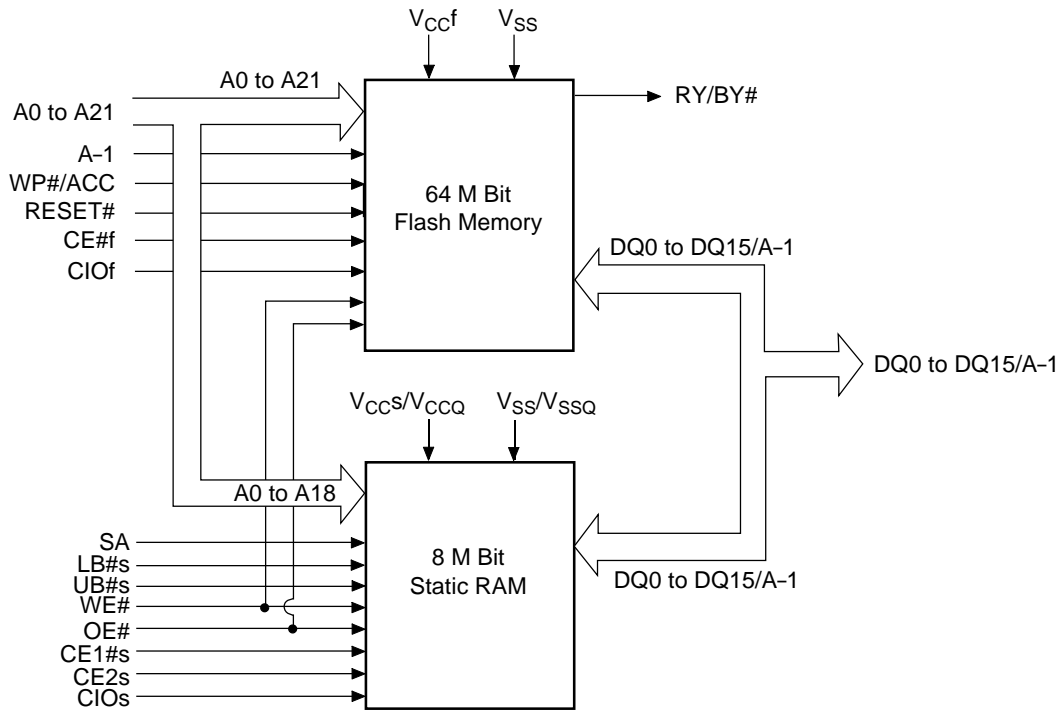 VCCf
VSS
A0 to A21
A0 to A21
RY/BY#
A–1
WP#/ACC
RESET#
CE#f
CIOf
64 M Bit
Flash Memory
DQ0 to DQ15/A–1
DQ0 to DQ15/A–1
VCCs/VCCQ
VSS/VSSQ
A0 to A18
SA
LB#s
UB#s
WE#
OE#
CE1#s
CE2s
CIOs
8 M Bit
Static RAM
DQ0 to DQ15/A–1